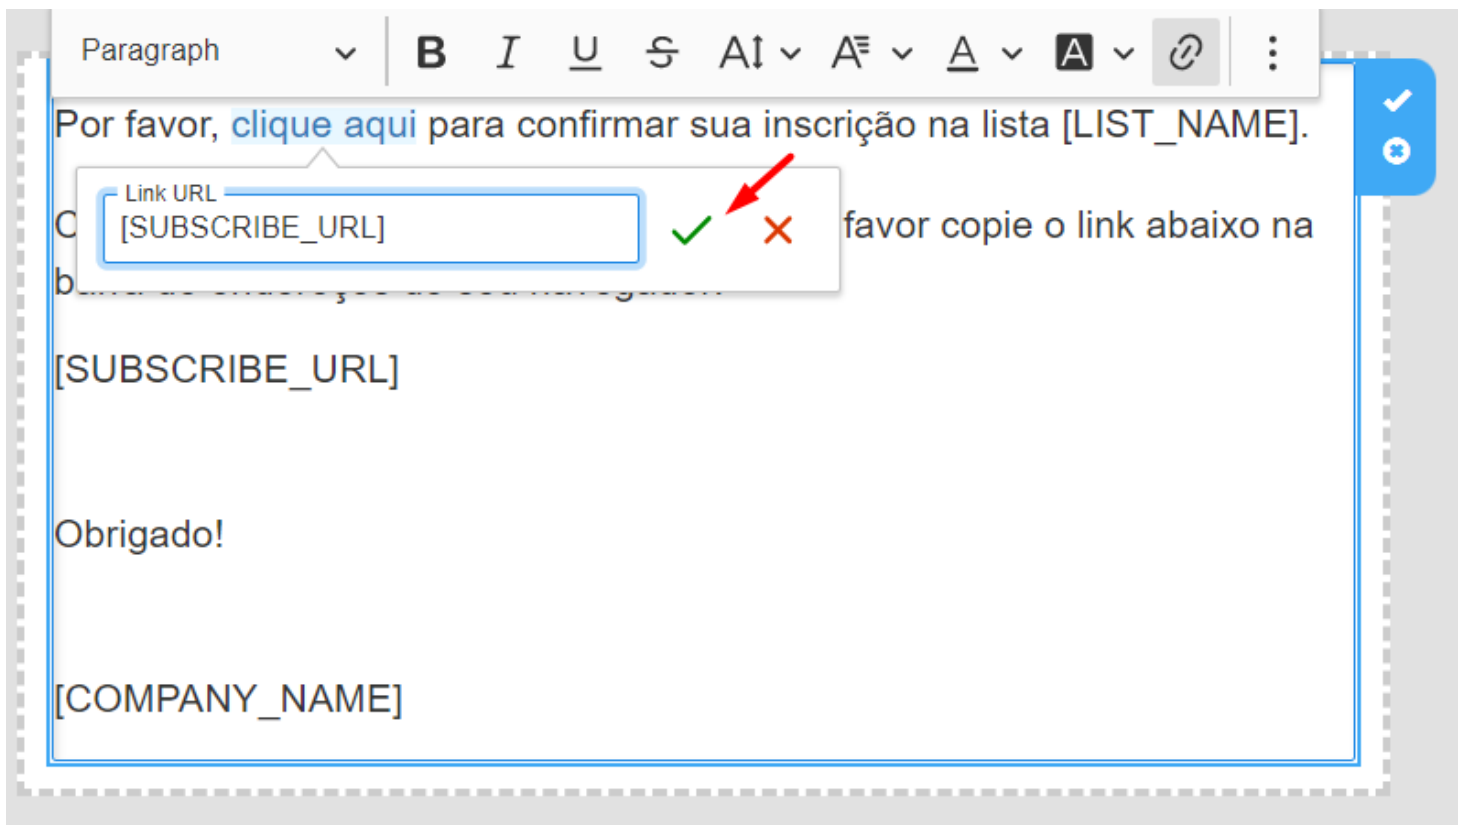 Paragraph B I U S A A A A
Por favor, clique aqui para confirmar sua inscrição na lista [LIST_NAME].
Link URL
[SUBSCRIBE_URL]
favor copie o link abaixo na
[SUBSCRIBE_URL]
Obrigado!
[COMPANY_NAME]